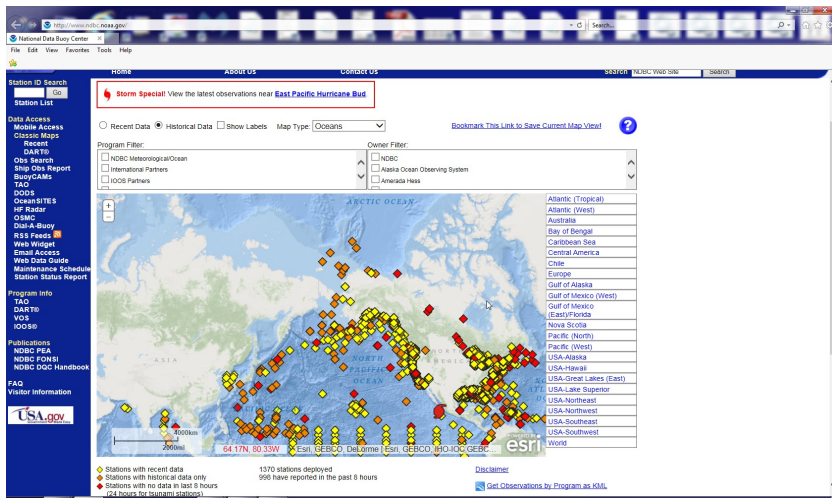 http://www.ndbc.noaa.gov/
Search...
National Data Buoy Center
File Edit View Favorites Tools Help
Home About Us Contact Us Search NDBC Web Site Search
Station ID Search
Go
Station List
Data Access
Mobile Access
Classic Maps
Recent
DART®
Obs Search
Ship Obs Report
BuoyCAMs
TAO
DODS
OceanSITES
HF Radar
OSMC
Dial-A-Buoy
RSS Feeds
Web Widget
Email Access
Web Data Guide
Maintenance Schedule
Station Status Report
Program Info
TAO
DART®
VOS
IOOS®
Publications
NDBC PEA
NDBC FONSI
NDBC DQC Handbook
FAQ
Visitor Information
USA.gov
Storm Special! View the latest observations near East Pacific Hurricane Bud.
Recent Data Historical Data Show Labels Map Type: Oceans Bookmark This Link to Save Current Map View!
?
Program Filter: Owner Filter:
NDBC Meteorological/Ocean
International Partners
IOOS Partners
NDBC
Alaska Ocean Observing System
Amerada Hess
+
−
ARCTIC OCEAN
ASIA
NORTH
PACIFIC
OCEAN
4000km
2000mi
64.17N, 80.33W
Esri, GEBCO, DeLorme | Esri, GEBCO, IHO-IOC GEBC...
POWERED BY
esri
Atlantic (Tropical)
Atlantic (West)
Australia
Bay of Bengal
Caribbean Sea
Central America
Chile
Europe
Gulf of Alaska
Gulf of Mexico (West)
Gulf of Mexico
(East)/Florida
Nova Scotia
Pacific (North)
Pacific (West)
USA-Alaska
USA-Hawaii
USA-Great Lakes (East)
USA-Lake Superior
USA-Northeast
USA-Northwest
USA-Southeast
USA-Southwest
World
Stations with recent data
Stations with historical data only
Stations with no data in last 8 hours
(24 hours for tsunami stations)
1370 stations deployed
998 have reported in the past 8 hours
Disclaimer
Get Observations by Program as KML